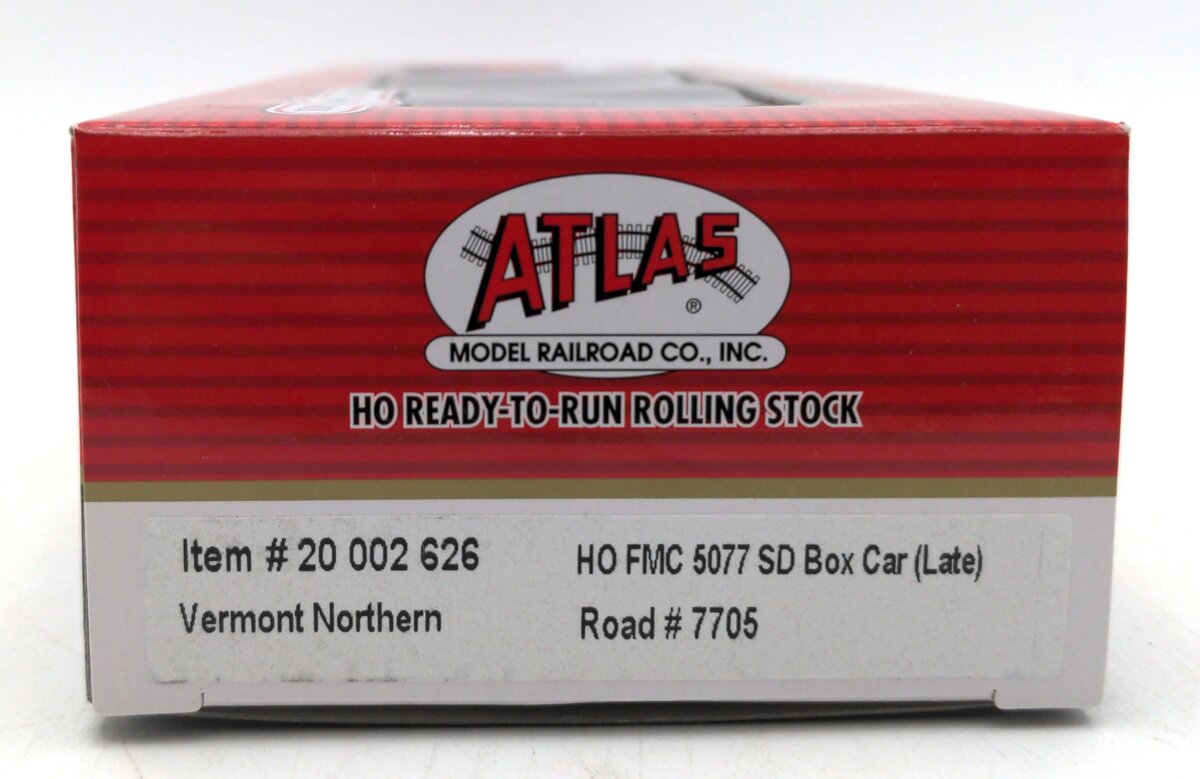 ATLAS
®
MODEL RAILROAD CO., INC.
HO READY-TO-RUN ROLLING STOCK
Item # 20 002 626
HO FMC 5077 SD Box Car (Late)
Vermont Northern
Road # 7705